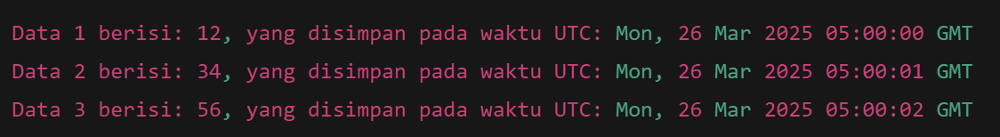 Data 1 berisi: 12, yang disimpan pada waktu UTC: Mon, 26 Mar 2025 05:00:00 GMT
Data 2 berisi: 34, yang disimpan pada waktu UTC: Mon, 26 Mar 2025 05:00:01 GMT
Data 3 berisi: 56, yang disimpan pada waktu UTC: Mon, 26 Mar 2025 05:00:02 GMT